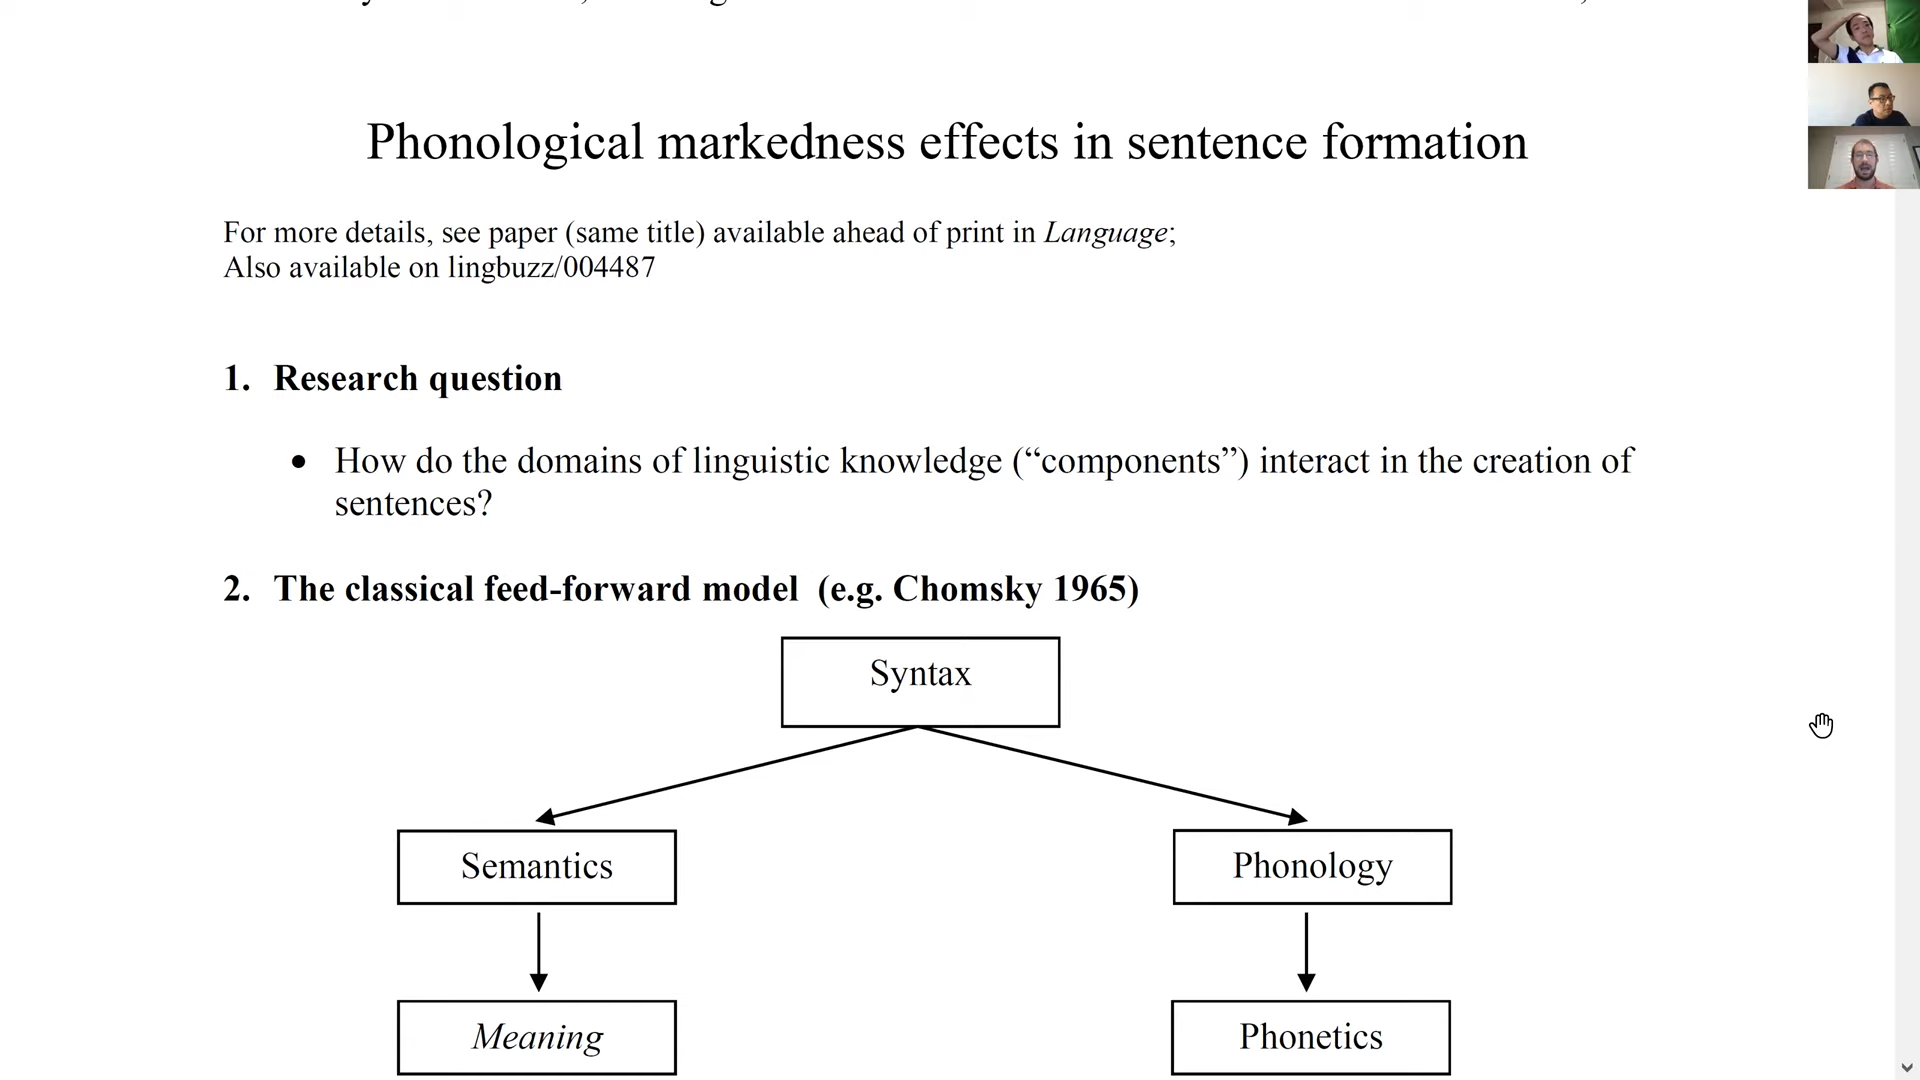 Phonological markedness effects in sentence formation
For more details, see paper (same title) available ahead of print in Language;
Also available on lingbuzz/004487
1. Research question
• How do the domains of linguistic knowledge (“components”) interact in the creation of
sentences?
2. The classical feed-forward model (e.g. Chomsky 1965)
Syntax
Semantics
Phonology
Meaning
Phonetics